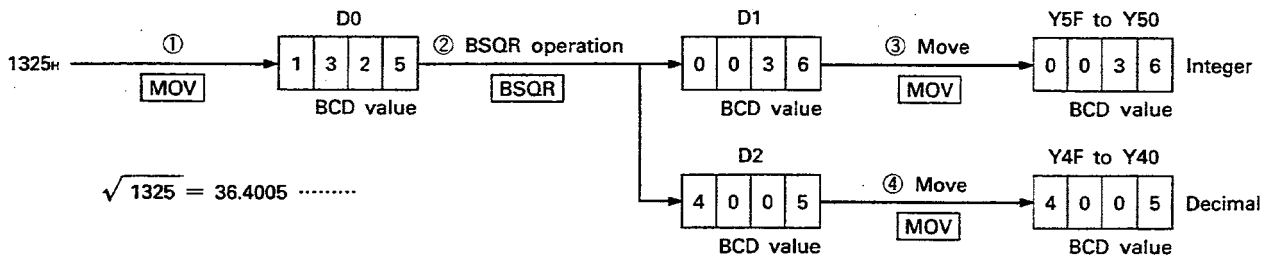 D0 D1 Y5F to Y50
① ② BSQR operation ③ Move
1325H 1 3 2 5 0 0 3 6 0 0 3 6 Integer
MOV BSQR MOV
BCD value BCD value BCD value
D2 Y4F to Y40
√1325 = 36.4005 ………
④ Move
4 0 0 5 4 0 0 5 Decimal
MOV
BCD value BCD value